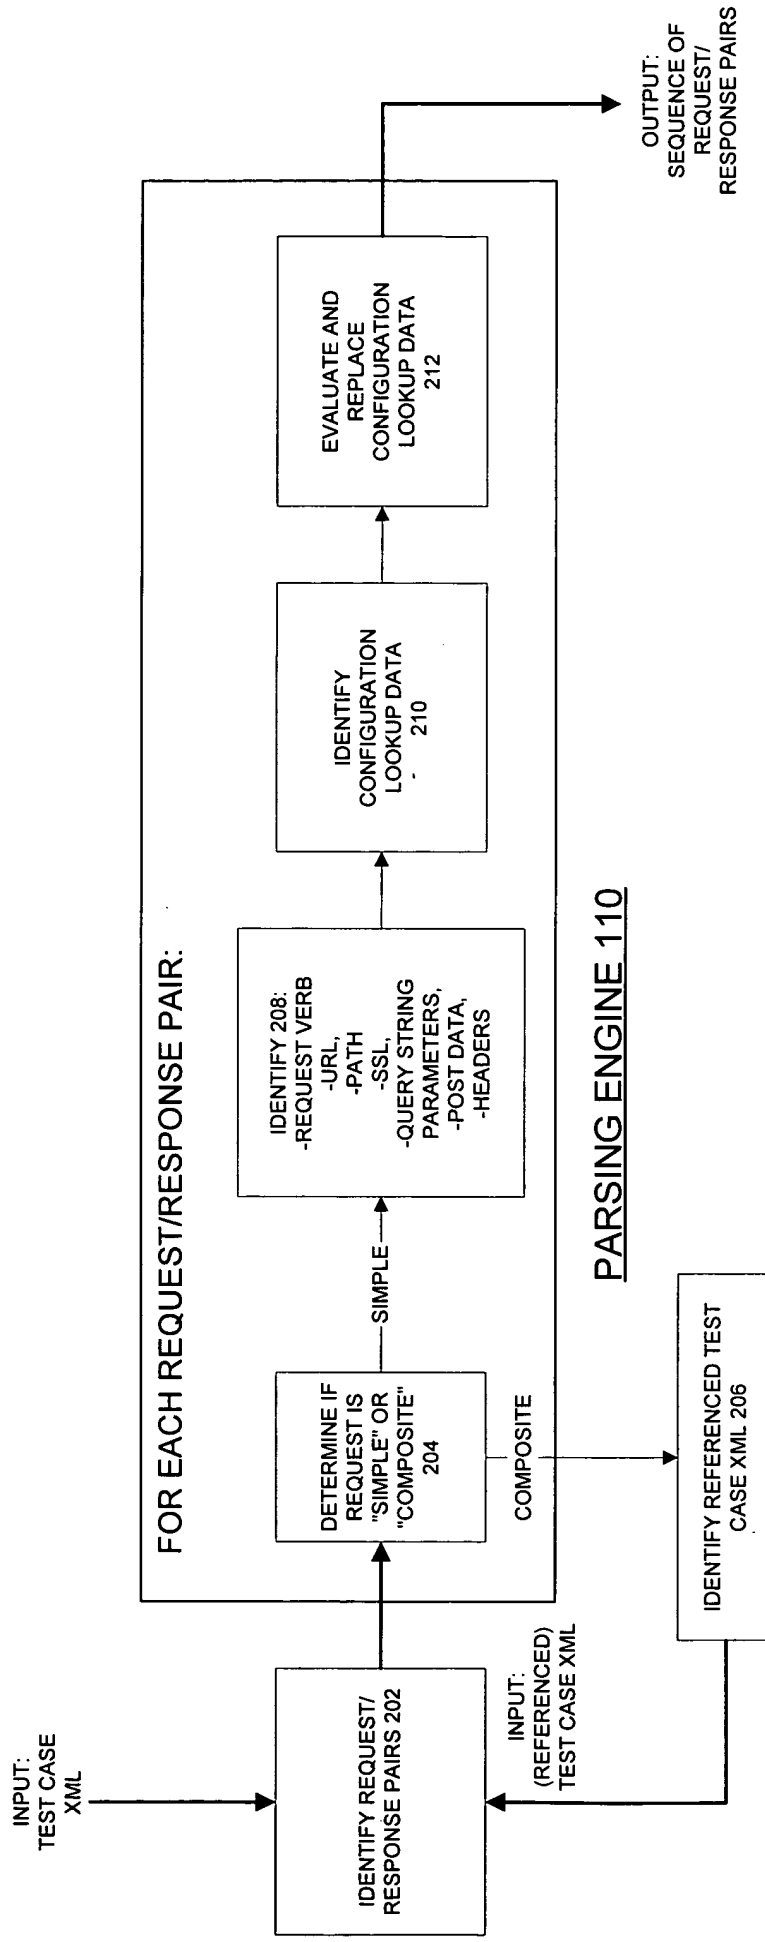 INPUT:
TEST CASE
XML
IDENTIFY REQUEST/
RESPONSE PAIRS 202
INPUT:
(REFERENCED)
TEST CASE XML
FOR EACH REQUEST/RESPONSE PAIR:
DETERMINE IF
REQUEST IS
"SIMPLE" OR
"COMPOSITE"
204
SIMPLE
COMPOSITE
IDENTIFY REFERENCED TEST
CASE XML 206
IDENTIFY 208:
-REQUEST VERB
-URL,
-PATH
-SSL,
-QUERY STRING
PARAMETERS,
-POST DATA,
-HEADERS
IDENTIFY
CONFIGURATION
LOOKUP DATA
210
EVALUATE AND
REPLACE
CONFIGURATION
LOOKUP DATA
212
OUTPUT:
SEQUENCE OF
REQUEST/
RESPONSE PAIRS
PARSING ENGINE 110